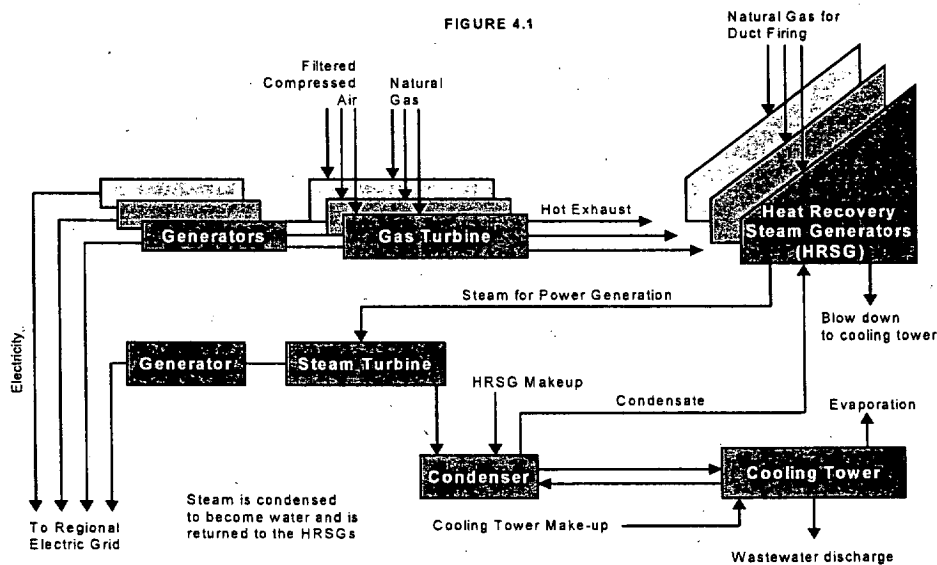 FIGURE 4.1
Natural Gas for
Duct Firing
Filtered
Compressed
Air
Natural
Gas
Hot Exhaust
Generators
Gas Turbine
Heat Recovery
Steam Generators
(HRSG)
Steam for Power Generation
Blow down
to cooling tower
Electricity
Generator
Steam Turbine
HRSG Makeup
Condensate
Evaporation
Condenser
Cooling Tower
Steam is condensed
to become water and is
returned to the HRSGs
To Regional
Electric Grid
Cooling Tower Make-up
Wastewater discharge